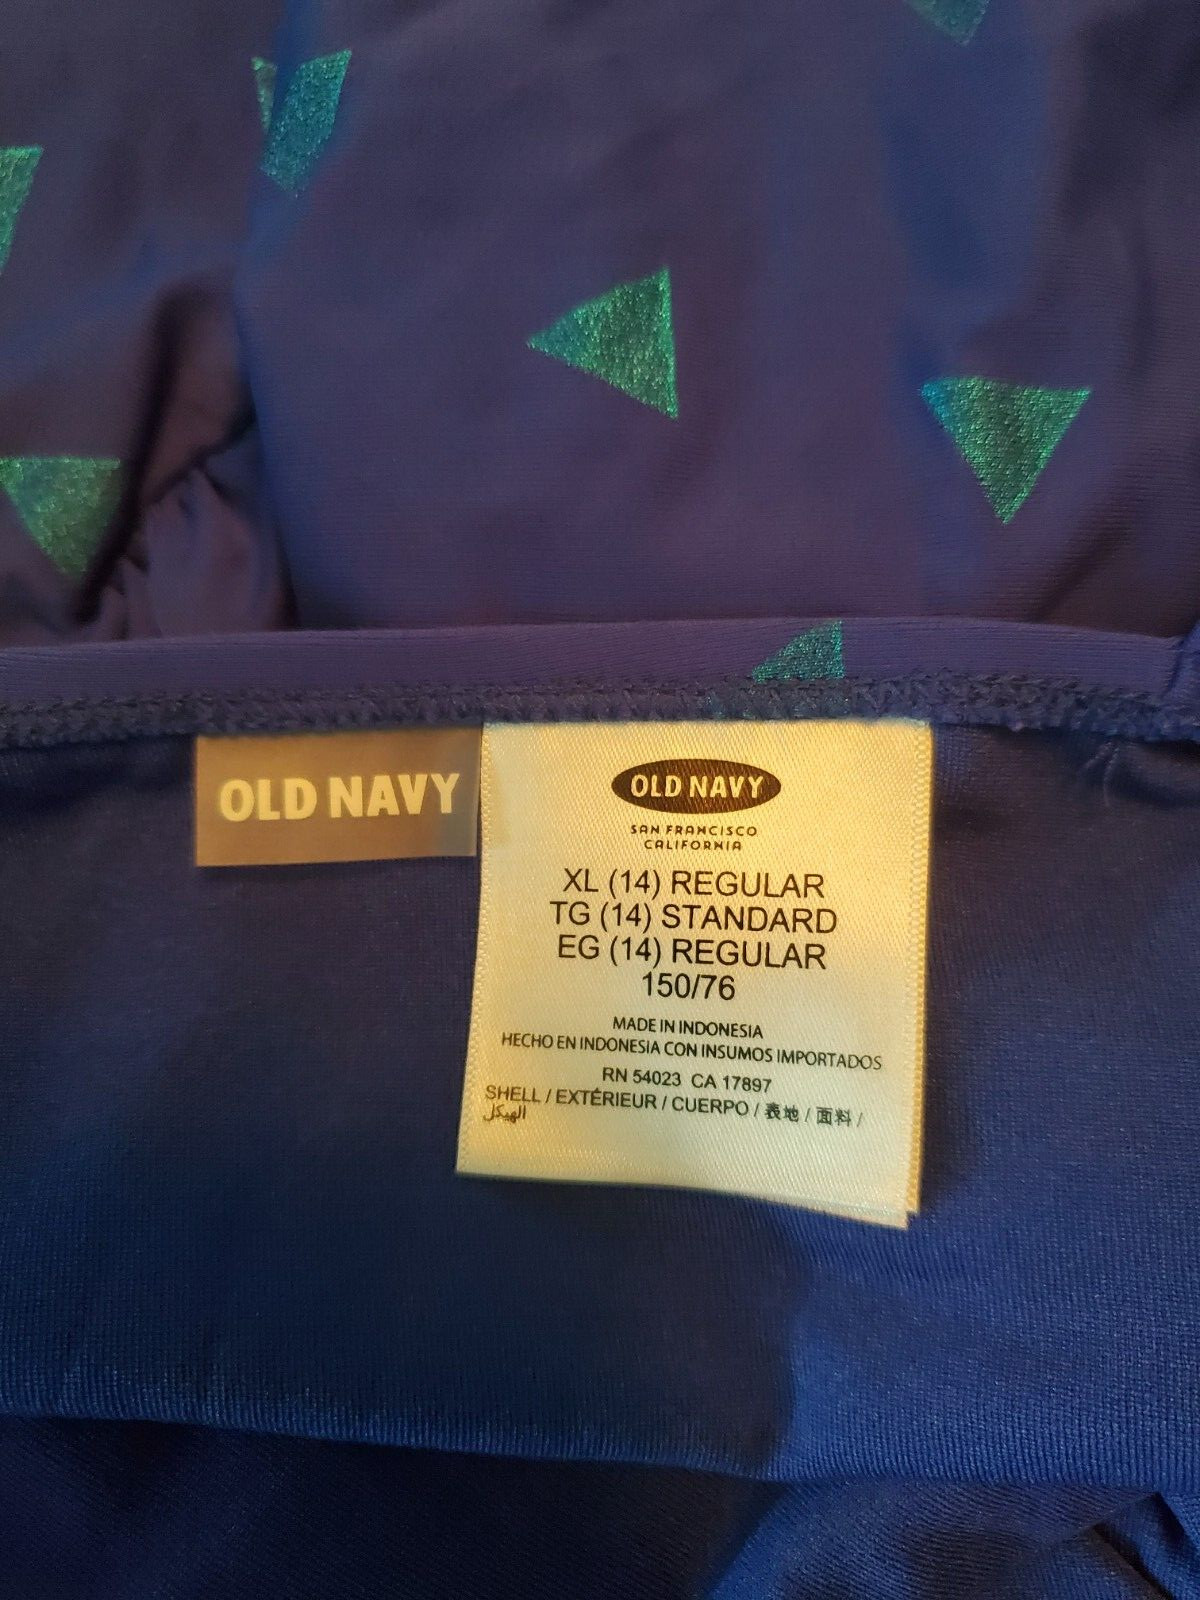 OLD NAVY
OLD NAVY
SAN FRANCISCO
CALIFORNIA
XL (14) REGULAR
TG (14) STANDARD
EG (14) REGULAR
150/76
MADE IN INDONESIA
HECHO EN INDONESIA CON INSUMOS IMPORTADOS
RN 54023 CA 17897
SHELL / EXTÉRIEUR / CUERPO / 表地 / 面料 /
الهيكل